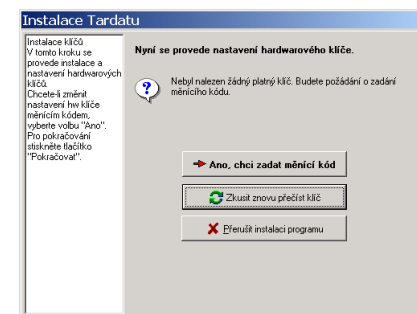 Instalace Tardatu
Instalace klíčů
V tomto kroku se
provede instalace a
nastavení hardwarových
klíčů.
Chcete-li změnit
nastavení hw klíče
měnícím kódem,
vyberte volbu "Ano".
Pro pokračování
stiskněte tlačítko
"Pokračovat".
Nyní se provede nastavení hardwarového klíče.
Nebyl nalezen žádný platný klíč. Budete požádání o zadání
měnícího kódu.
Ano, chci zadat měnící kód
Zkusit znovu přečíst klíč
Přerušit instalaci programu